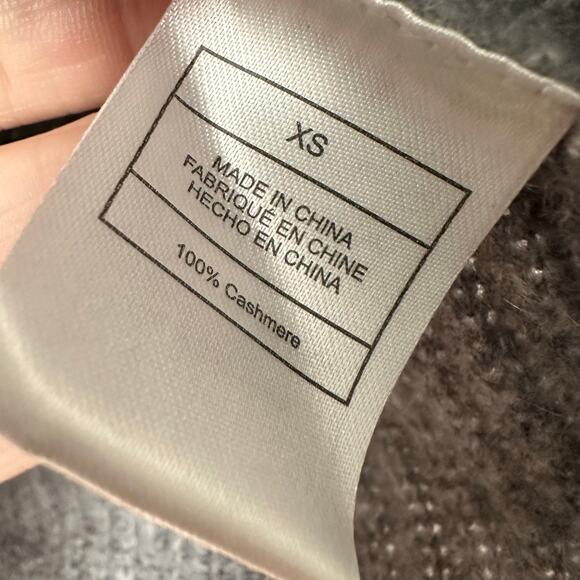 XS
MADE IN CHINA
FABRIQUÉ EN CHINE
HECHO EN CHINA
100% Cashmere